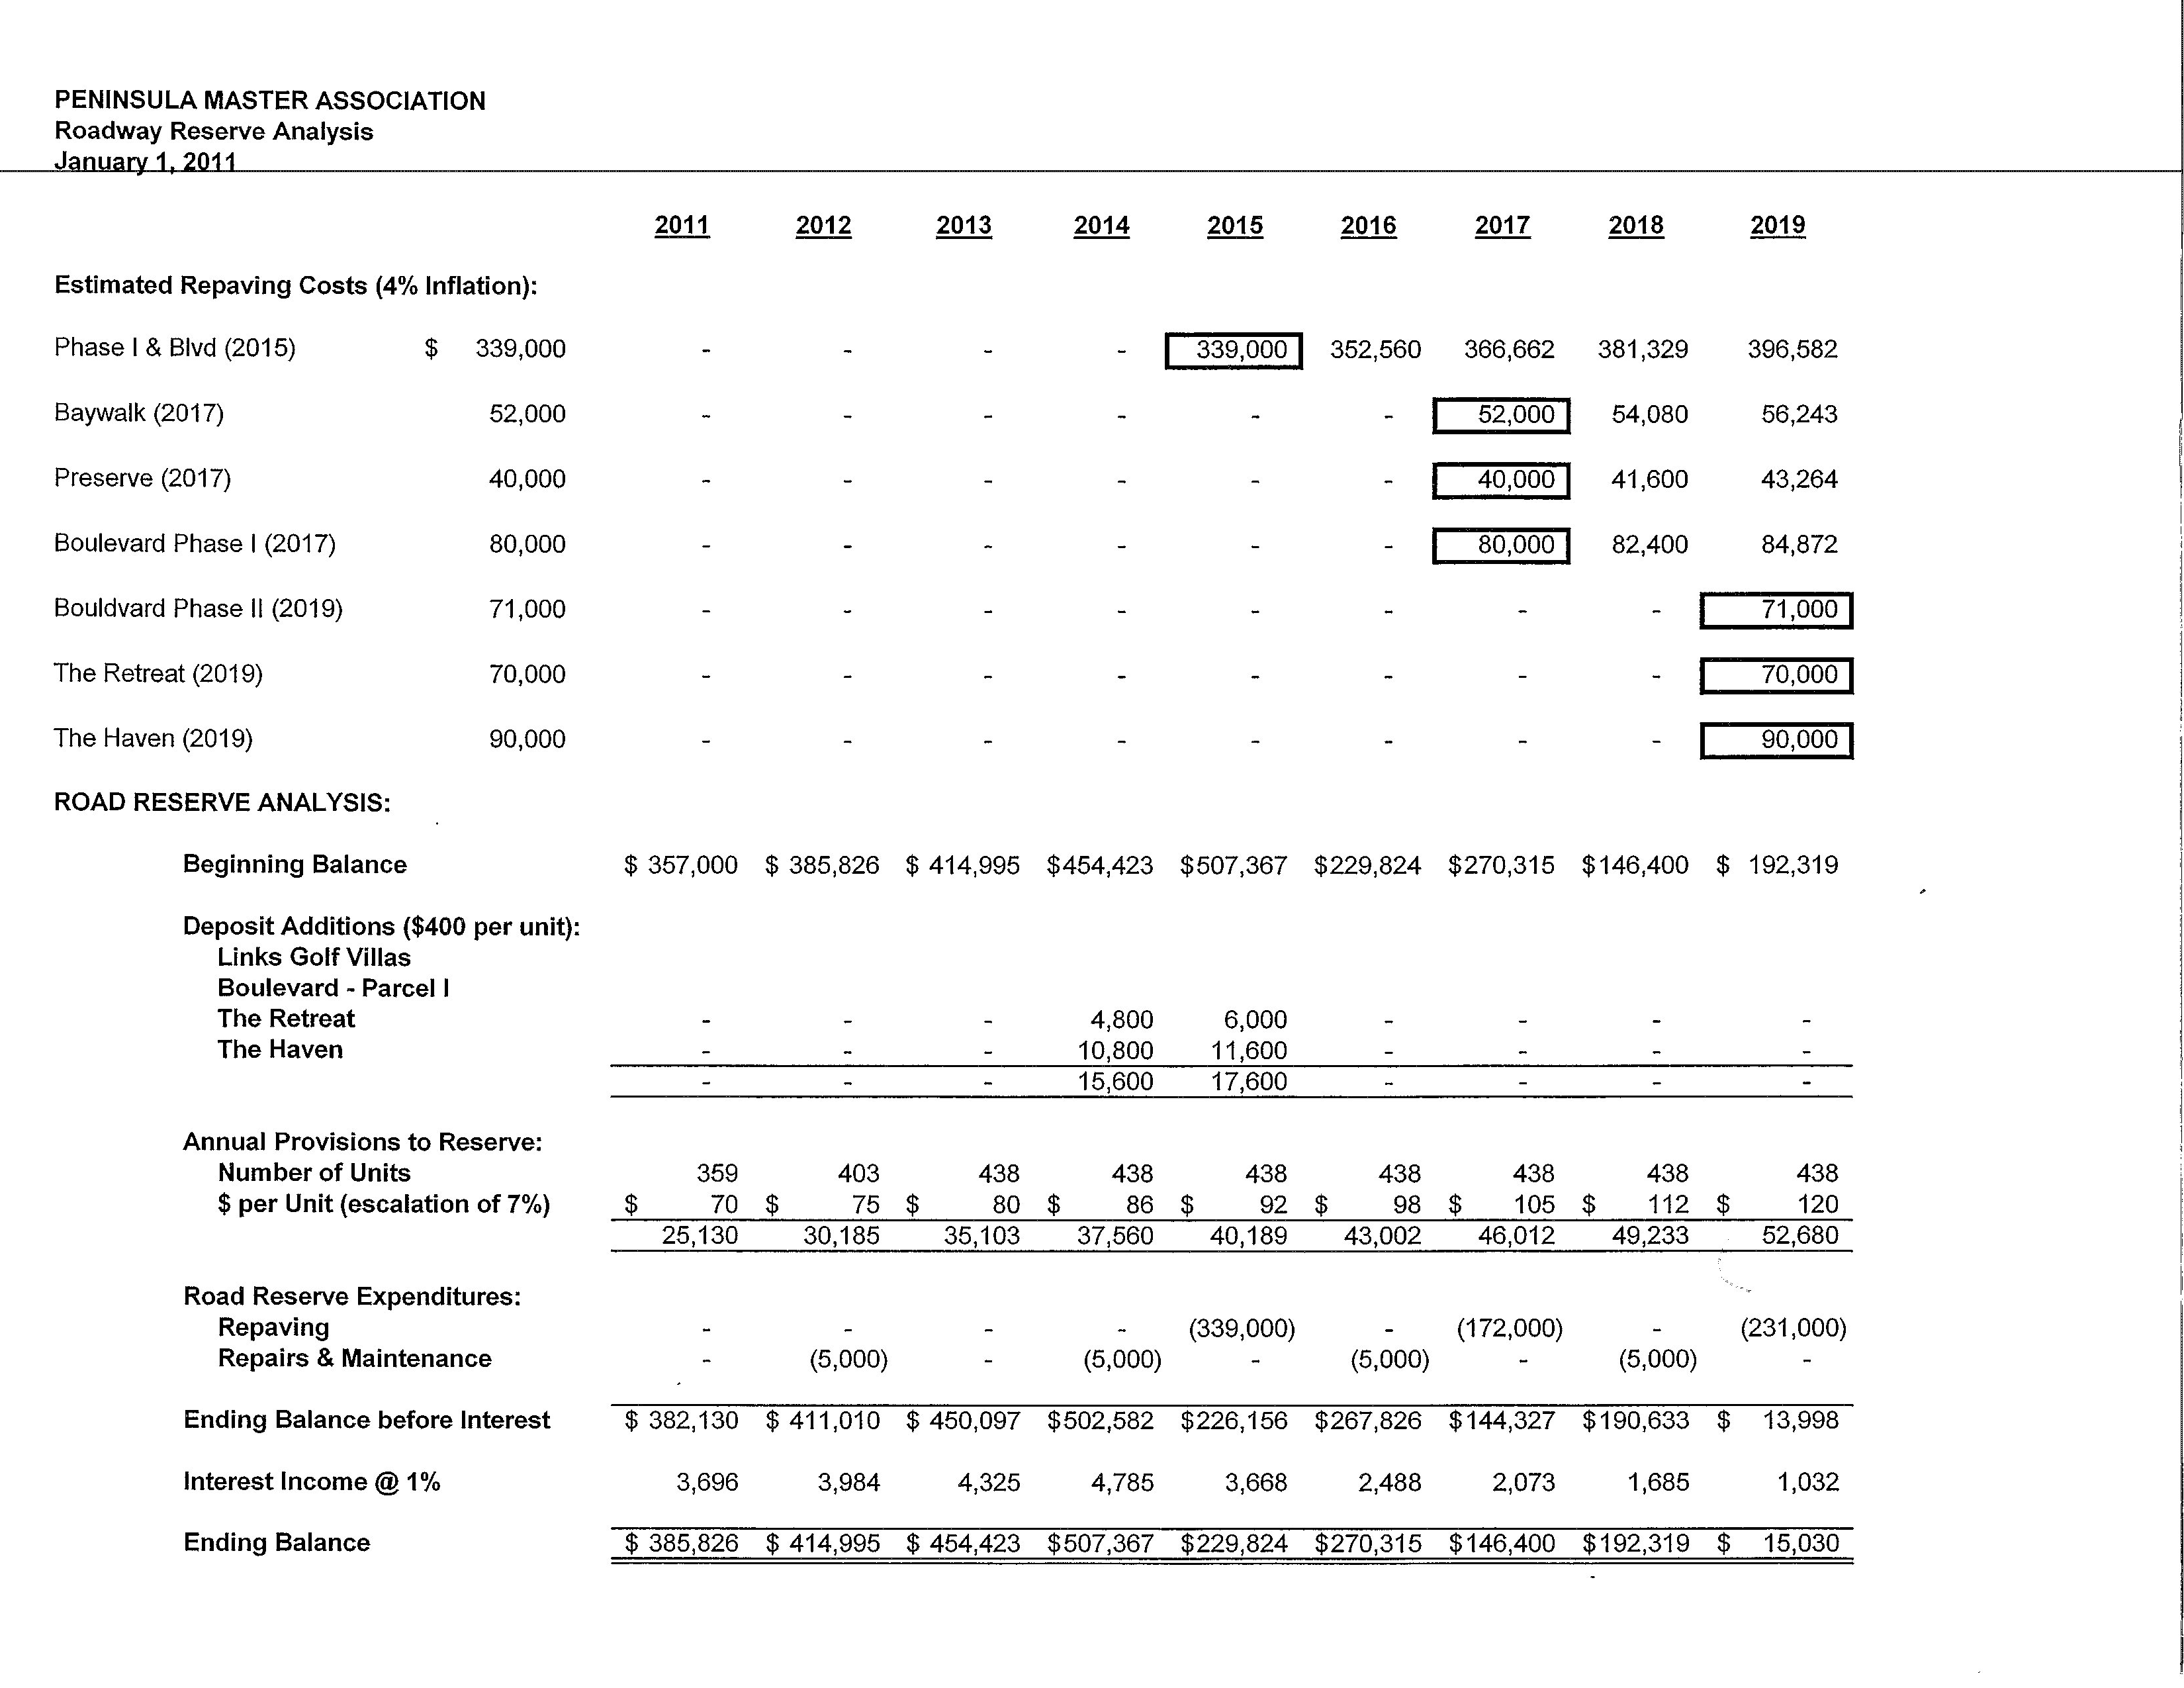 PENINSULA MASTER ASSOCIATION
Roadway Reserve Analysis
January 1, 2011
2011 2012 2013 2014 2015 2016 2017 2018 2019
Estimated Repaving Costs (4% Inflation):
Phase I & Blvd (2015) $ 339,000 - - - - 339,000 352,560 366,662 381,329 396,582
Baywalk (2017) 52,000 - - - - - - 52,000 54,080 56,243
Preserve (2017) 40,000 - - - - - - 40,000 41,600 43,264
Boulevard Phase I (2017) 80,000 - - - - - - 80,000 82,400 84,872
Bouldvard Phase II (2019) 71,000 - - - - - - - - 71,000
The Retreat (2019) 70,000 - - - - - - - - 70,000
The Haven (2019) 90,000 - - - - - - - - 90,000
ROAD RESERVE ANALYSIS:
Beginning Balance $ 357,000 $ 385,826 $ 414,995 $454,423 $507,367 $229,824 $270,315 $146,400 $ 192,319
Deposit Additions ($400 per unit):
Links Golf Villas
Boulevard - Parcel I
The Retreat - - - 4,800 6,000 - - - -
The Haven - - - 10,800 11,600 - - - -
- - - 15,600 17,600 - - - -
Annual Provisions to Reserve:
Number of Units 359 403 438 438 438 438 438 438 438
$ per Unit (escalation of 7%) $ 70 $ 75 $ 80 $ 86 $ 92 $ 98 $ 105 $ 112 $ 120
25,130 30,185 35,103 37,560 40,189 43,002 46,012 49,233 52,680
Road Reserve Expenditures:
Repaving - - - - (339,000) - (172,000) - (231,000)
Repairs & Maintenance - (5,000) - (5,000) - (5,000) - (5,000) -
Ending Balance before Interest $ 382,130 $ 411,010 $ 450,097 $502,582 $226,156 $267,826 $144,327 $190,633 $ 13,998
Interest Income @ 1% 3,696 3,984 4,325 4,785 3,668 2,488 2,073 1,685 1,032
Ending Balance $ 385,826 $ 414,995 $ 454,423 $507,367 $229,824 $270,315 $146,400 $192,319 $ 15,030